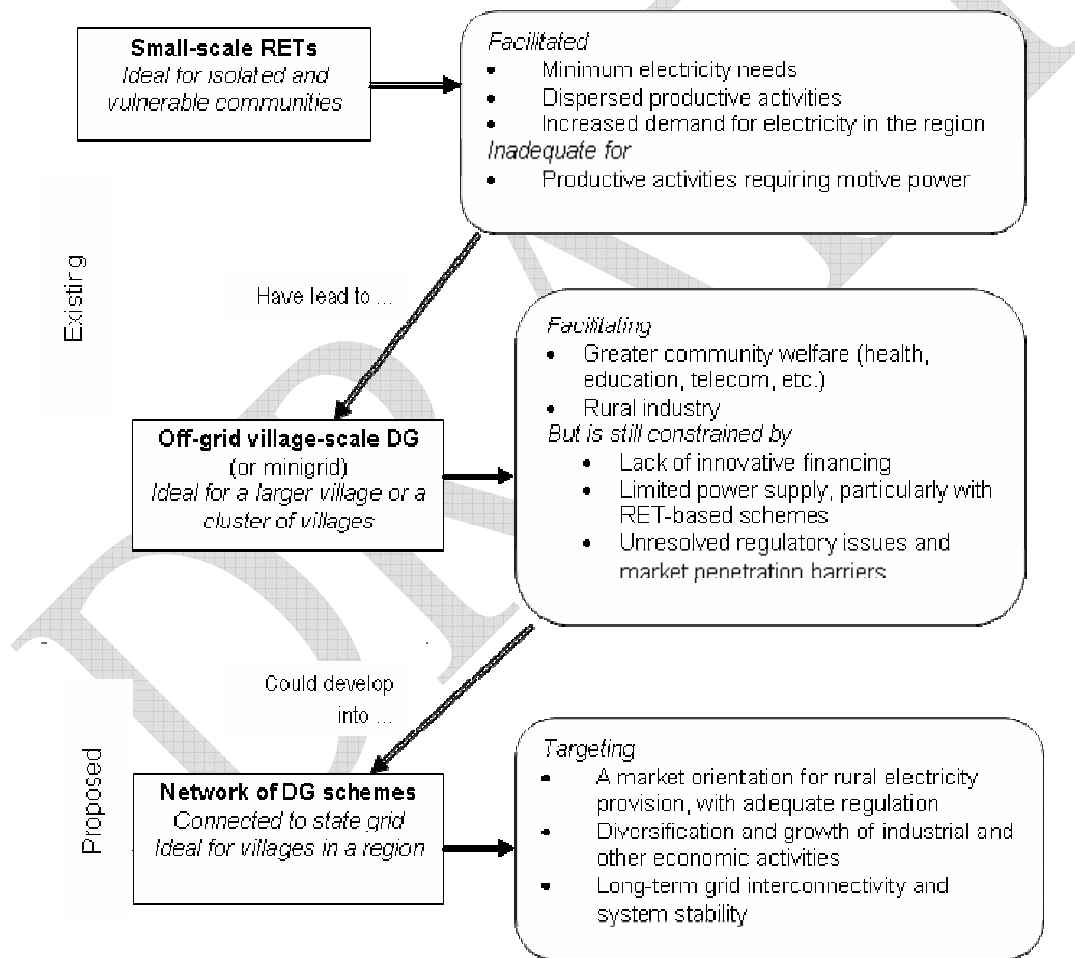 Small-scale RETs
Ideal for isolated and
vulnerable communities
Facilitated
• Minimum electricity needs
• Dispersed productive activities
• Increased demand for electricity in the region
Inadequate for
• Productive activities requiring motive power
Existing
Have lead to ...
Off-grid village-scale DG
(or minigrid)
Ideal for a larger village or a
cluster of villages
Facilitating
• Greater community welfare (health,
education, telecom, etc.)
• Rural industry
But is still constrained by
• Lack of innovative financing
• Limited power supply, particularly with
RET-based schemes
• Unresolved regulatory issues and
market penetration barriers
Could develop
into ...
Proposed
Network of DG schemes
Connected to state grid
Ideal for villages in a region
Targeting
• A market orientation for rural electricity
provision, with adequate regulation
• Diversification and growth of industrial and
other economic activities
• Long-term grid interconnectivity and
system stability